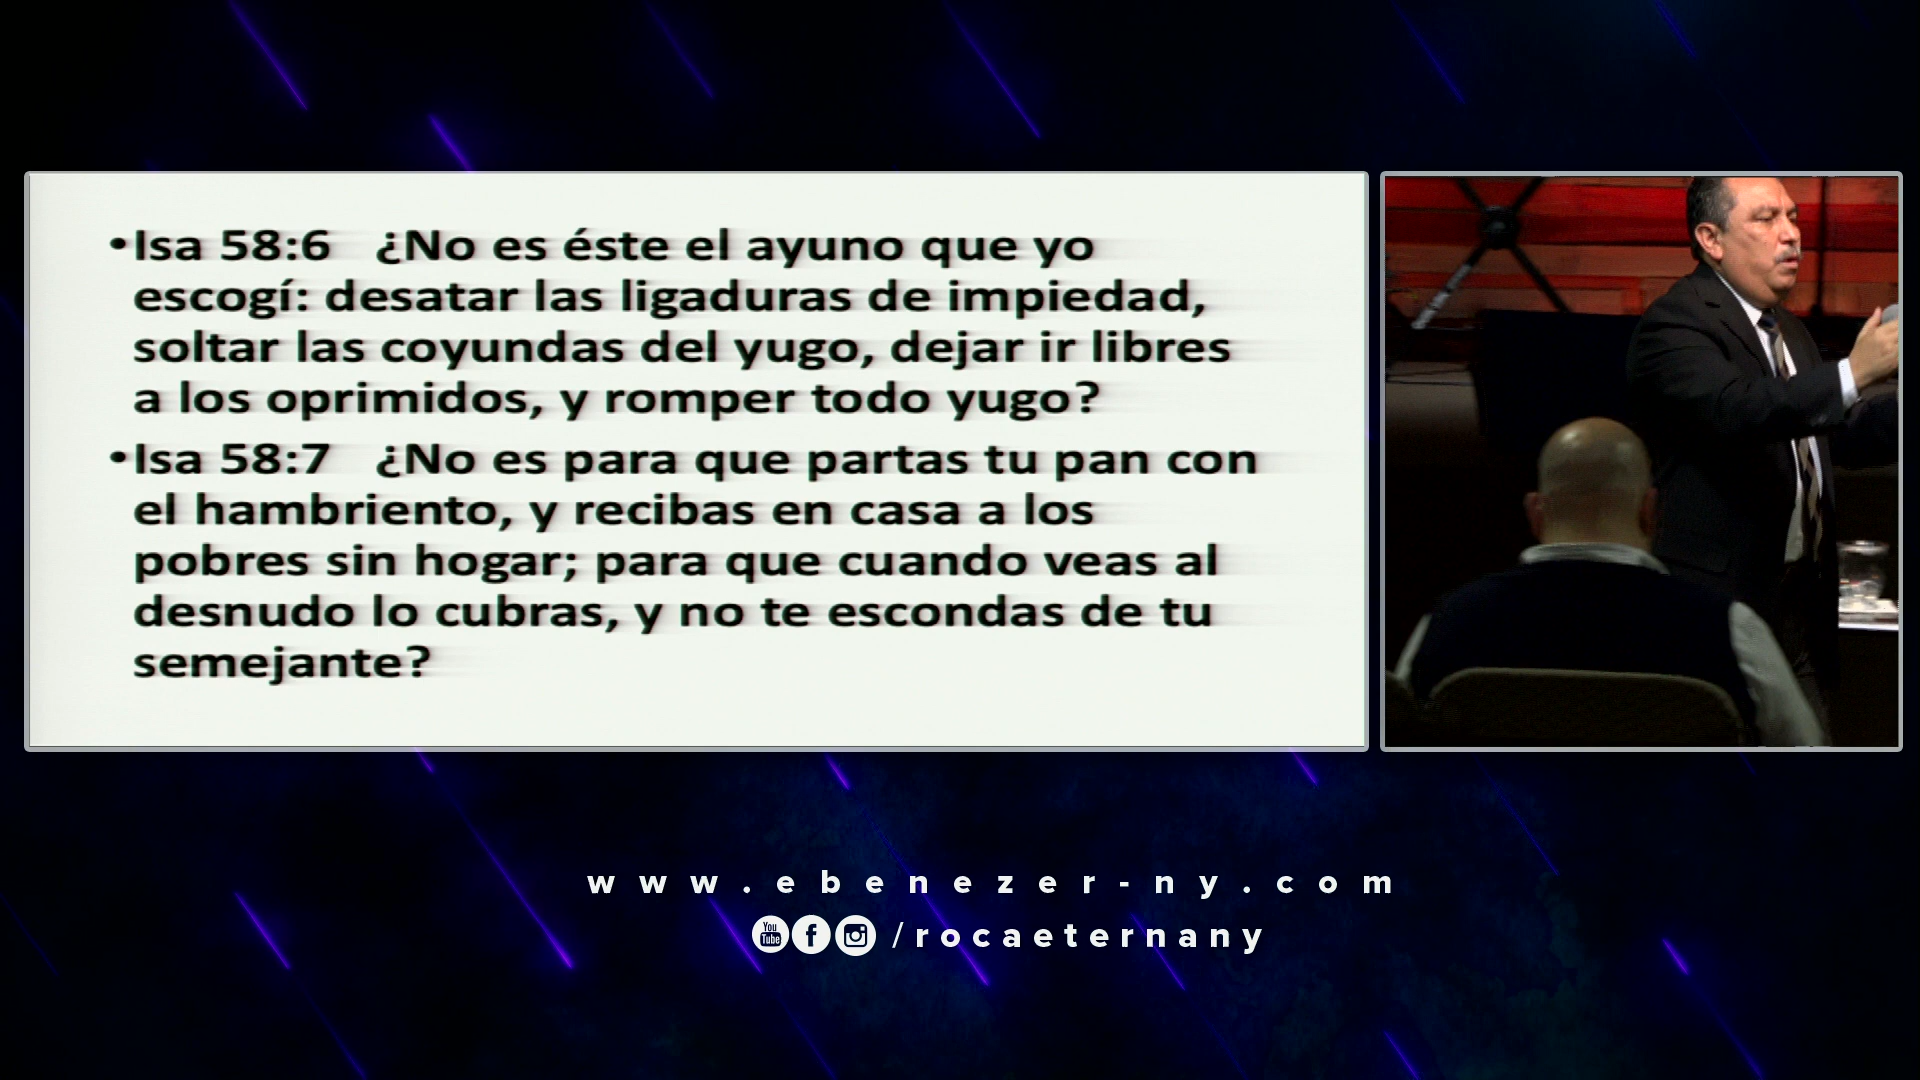 •Isa 58:6 ¿No es éste el ayuno que yo
escogí: desatar las ligaduras de impiedad,
soltar las coyundas del yugo, dejar ir libres
a los oprimidos, y romper todo yugo?
•Isa 58:7 ¿No es para que partas tu pan con
el hambriento, y recibas en casa a los
pobres sin hogar; para que cuando veas al
desnudo lo cubras, y no te escondas de tu
semejante?
www.ebenezer-ny.com
You Tube f /rocaeternany